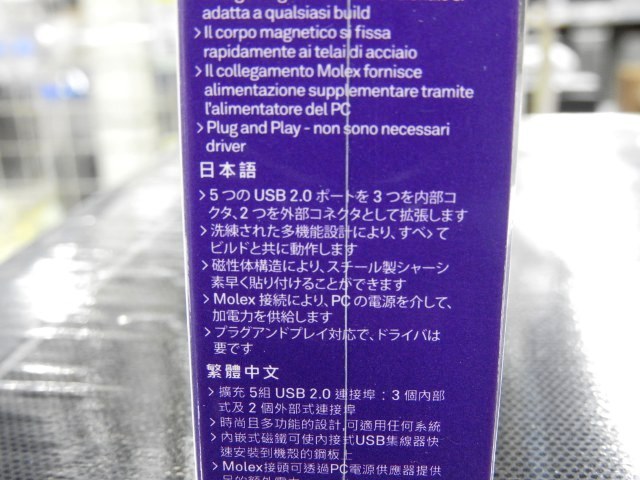 adatta a qualsiasi build
> Il corpo magnetico si fissa
rapidamente ai telai di acciaio
> Il collegamento Molex fornisce
alimentazione supplementare tramite
l'alimentatore del PC
> Plug and Play - non sono necessari
driver
日本語
> 5 つの USB 2.0 ポートを 3 つを内部コ
クタ、2 つを外部コネクタとして拡張します
> 洗練された多機能設計により、すべ> て
ビルドと共に動作します
> 磁性体構造により、スチール製シャーシ
素早く貼り付けることができます
> Molex 接続により、PC の電源を介して、
加電力を供給します
> プラグアンドプレイ対応で、ドライバは
要です
繁體中文
> 擴充 5組 USB 2.0 連接埠：3 個內部
式及 2 個外部式連接埠
> 時尚且多功能的設計,可適用任何系統
> 內嵌式磁鐵可使內接式USB集線器快
速安裝到機殼的鋼板上
> Molex接頭可透過PC電源供應器提供